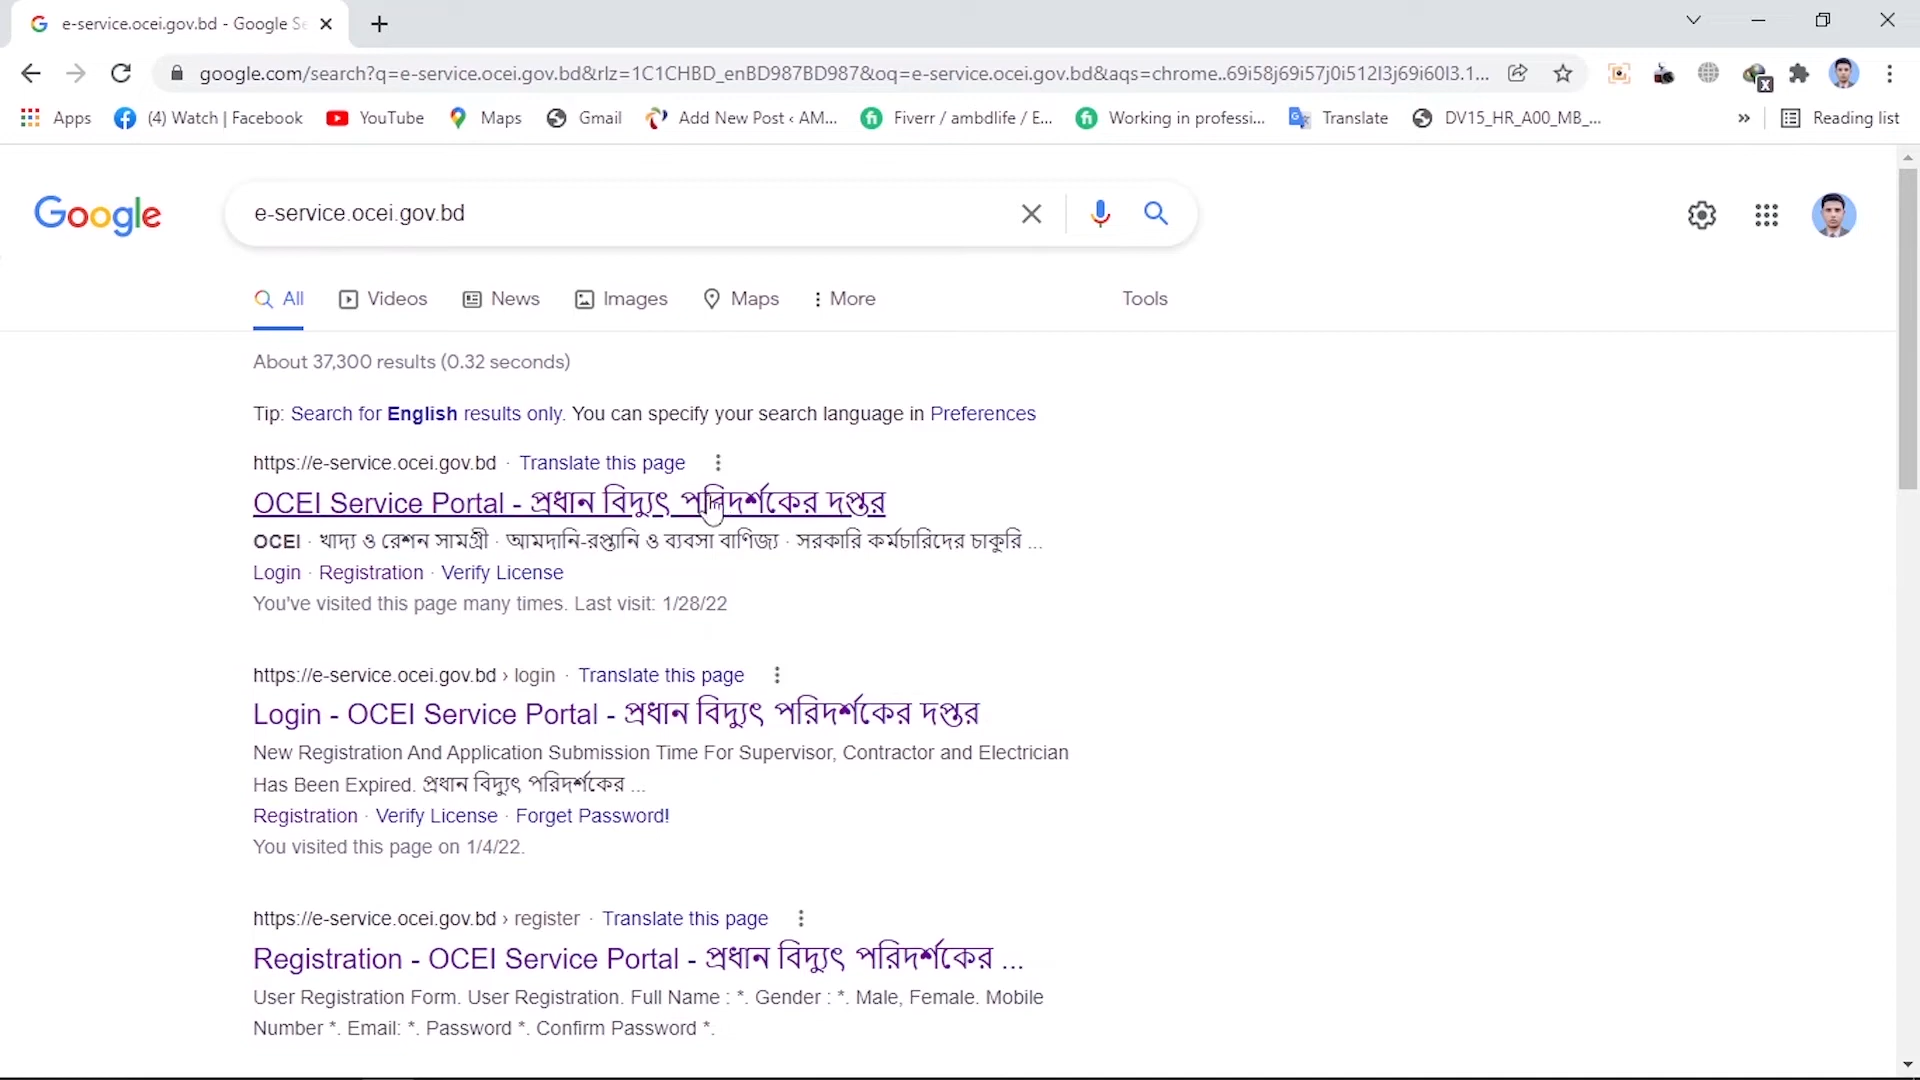 e-service.ocei.gov.bd - Google Se
google.com/search?q=e-service.ocei.gov.bd&rlz=1C1CHBD_enBD987BD987&oq=e-service.ocei.gov.bd&aqs=chrome..69i58j69i57j0i512l3j69i60l3.1...
Apps (4) Watch | Facebook YouTube Maps Gmail Add New Post ‹ AM... Fiverr / ambdlife / E... Working in professi... Translate DV15_HR_A00_MB_... » Reading list
Google e-service.ocei.gov.bd
All Videos News Images Maps More Tools
About 37,300 results (0.32 seconds)
Tip: Search for English results only. You can specify your search language in Preferences
https://e-service.ocei.gov.bd · Translate this page
OCEI Service Portal - প্রধান বিদ্যুৎ পরিদর্শকের দপ্তর
OCEI · খাদ্য ও রেশন সামগ্রী · আমদানি-রপ্তানি ও ব্যবসা বাণিজ্য · সরকারি কর্মচারিদের চাকুরি ...
Login · Registration · Verify License
You've visited this page many times. Last visit: 1/28/22
https://e-service.ocei.gov.bd › login · Translate this page
Login - OCEI Service Portal - প্রধান বিদ্যুৎ পরিদর্শকের দপ্তর
New Registration And Application Submission Time For Supervisor, Contractor and Electrician
Has Been Expired. প্রধান বিদ্যুৎ পরিদর্শকের ...
Registration · Verify License · Forget Password!
You visited this page on 1/4/22.
https://e-service.ocei.gov.bd › register · Translate this page
Registration - OCEI Service Portal - প্রধান বিদ্যুৎ পরিদর্শকের ...
User Registration Form. User Registration. Full Name : *. Gender : *. Male, Female. Mobile
Number *. Email: *. Password *. Confirm Password *.